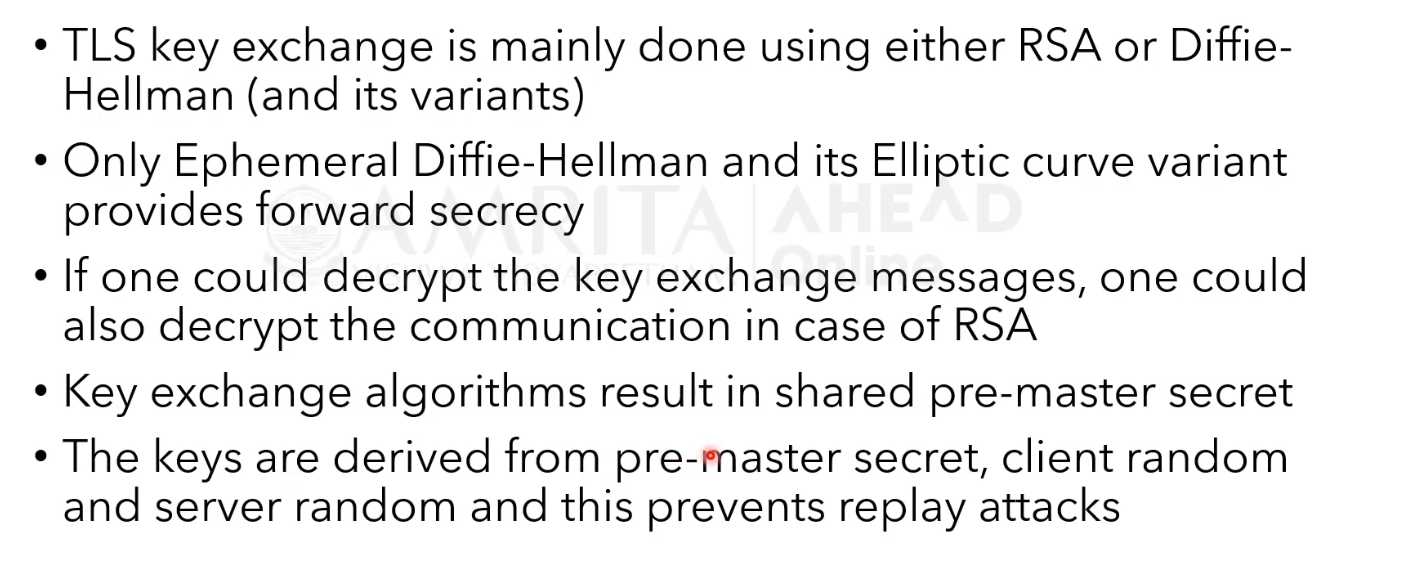 • TLS key exchange is mainly done using either RSA or Diffie-
Hellman (and its variants)
• Only Ephemeral Diffie-Hellman and its Elliptic curve variant
provides forward secrecy
AMRITA AHEAD
Online
• If one could decrypt the key exchange messages, one could
also decrypt the communication in case of RSA
• Key exchange algorithms result in shared pre-master secret
• The keys are derived from pre-master secret, client random
and server random and this prevents replay attacks